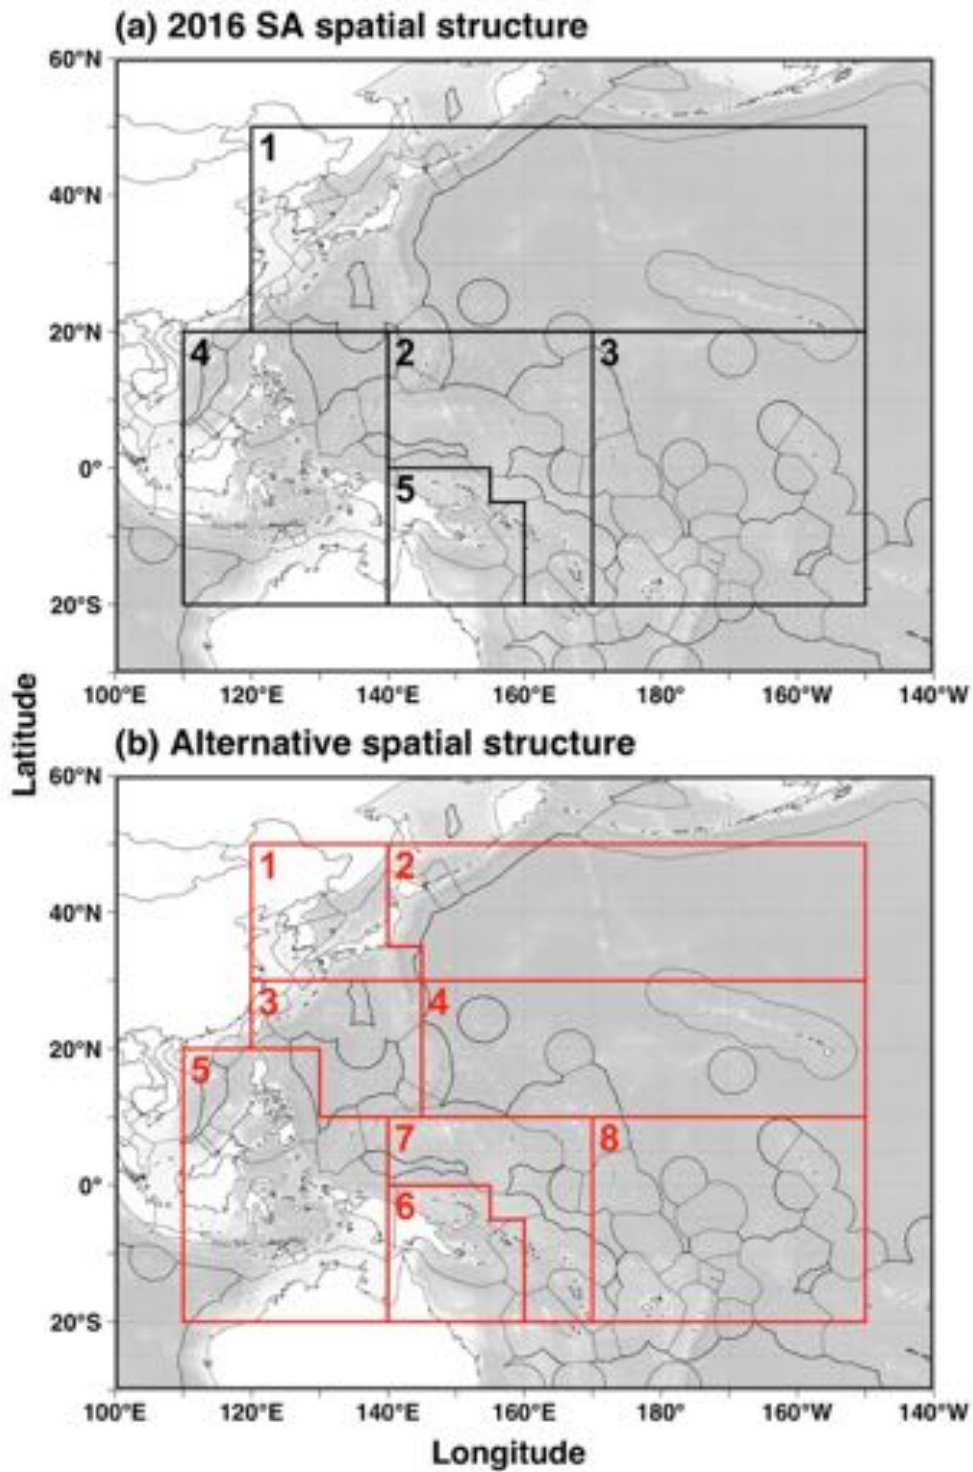 (a) 2016 SA spatial structure
60°N
1
40°N
20°N
4 2 3
0°
5
20°S
100°E 120°E 140°E 160°E 180° 160°W 140°W
Latitude
(b) Alternative spatial structure
60°N
1 2
40°N
3 4
20°N
5
7 8
0°
6
20°S
100°E 120°E 140°E 160°E 180° 160°W 140°W
Longitude